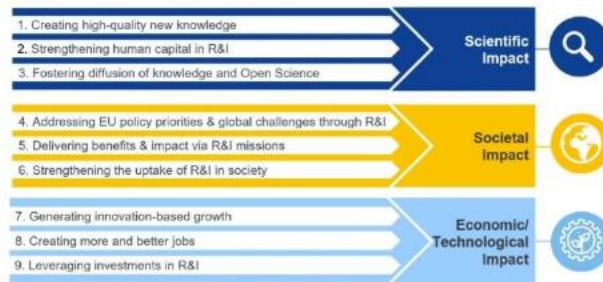 1. Creating high-quality new knowledge
2. Strengthening human capital in R&I
3. Fostering diffusion of knowledge and Open Science
Scientific
Impact
4. Addressing EU policy priorities & global challenges through R&I
5. Delivering benefits & impact via R&I missions
6. Strengthening the uptake of R&I in society
Societal
Impact
7. Generating innovation-based growth
8. Creating more and better jobs
9. Leveraging investments in R&I
Economic/
Technological
Impact